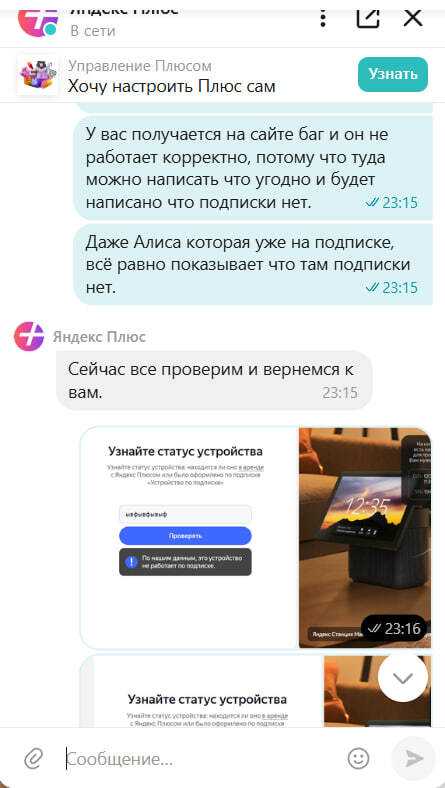 Яндекс Плюс
В сети
Управление Плюсом
Хочу настроить Плюс сам
Узнать
У вас получается на сайте баг и он не
работает корректно, потому что туда
можно написать что угодно и будет
написано что подписки нет.
23:15
Даже Алиса которая уже на подписке,
всё равно показывает что там подписки
нет.
23:15
Яндекс Плюс
Сейчас все проверим и вернемся к
вам.
23:15
Узнайте статус устройства
Узнайте статус устройства: находится ли оно в аренде
с Яндекс Плюсом или было оформлено по подписке
«Устройство по подписке»
Проверить
По нашим данным, это устройство
не работает по подписке.
12:35
Яндекс Станция
23:16
Узнайте статус устройства
Узнайте статус устройства: находится ли оно в аренде
с Яндекс Плюсом или было оформлено по подписке
Сообщение...